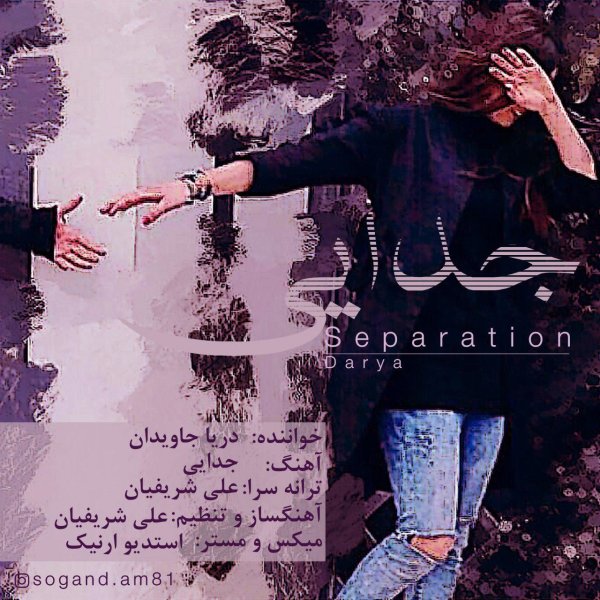 جدایی
Separation
Darya
خواننده: دریا جاویدان
آهنگ: جدایی
ترانه سرا: علی شریفیان
آهنگساز و تنظیم: علی شریفیان
میکس و مستر: استدیو ارنیک
@sogand.am81